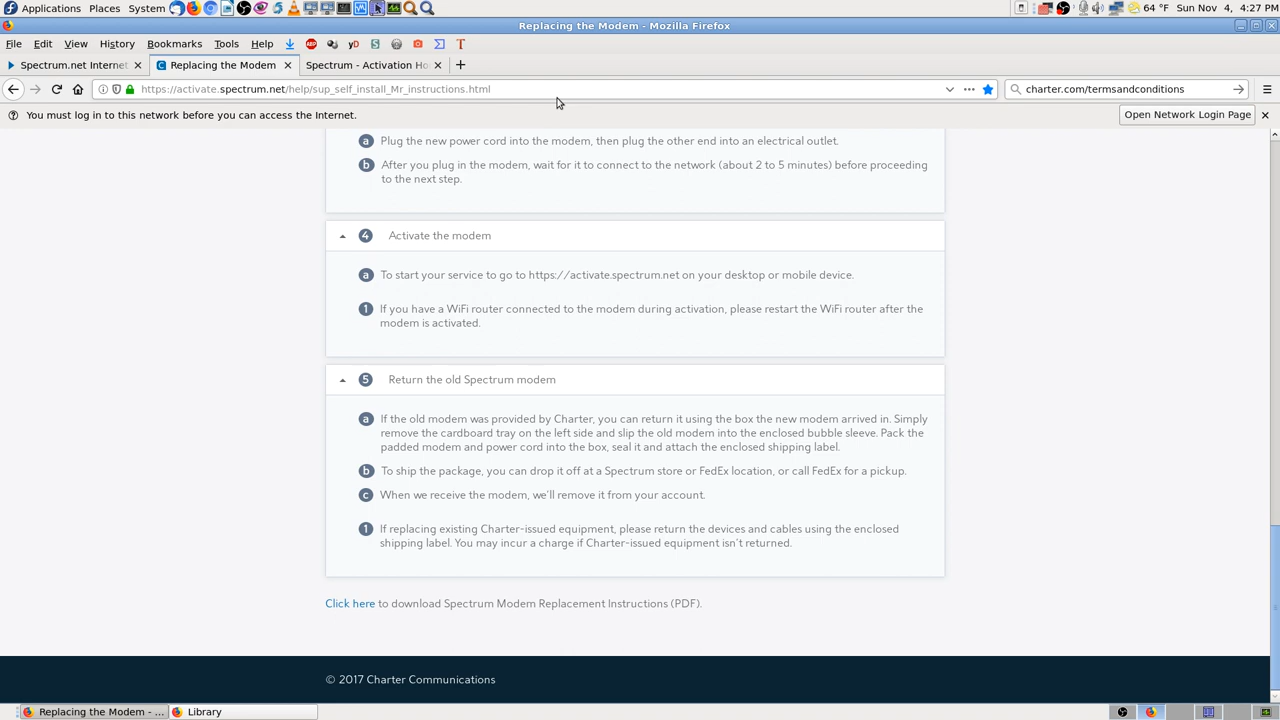 Applications Places System 64 °F Sun Nov 4, 4:27 PM
Replacing the Modem - Mozilla Firefox
File Edit View History Bookmarks Tools Help ABP yD S T
Spectrum.net Internet Replacing the Modem Spectrum - Activation Ho
https://activate.spectrum.net/help/sup_self_install_Mr_instructions.html charter.com/termsandconditions
You must log in to this network before you can access the Internet. Open Network Login Page
a Plug the new power cord into the modem, then plug the other end into an electrical outlet.
b After you plug in the modem, wait for it to connect to the network (about 2 to 5 minutes) before proceeding
to the next step.
4 Activate the modem
a To start your service to go to https://activate.spectrum.net on your desktop or mobile device.
1 If you have a WiFi router connected to the modem during activation, please restart the WiFi router after the
modem is activated.
5 Return the old Spectrum modem
a If the old modem was provided by Charter, you can return it using the box the new modem arrived in. Simply
remove the cardboard tray on the left side and slip the old modem into the enclosed bubble sleeve. Pack the
padded modem and power cord into the box, seal it and attach the enclosed shipping label.
b To ship the package, you can drop it off at a Spectrum store or FedEx location, or call FedEx for a pickup.
c When we receive the modem, we'll remove it from your account.
1 If replacing existing Charter-issued equipment, please return the devices and cables using the enclosed
shipping label. You may incur a charge if Charter-issued equipment isn't returned.
Click here to download Spectrum Modem Replacement Instructions (PDF).
© 2017 Charter Communications
Replacing the Modem - ... Library